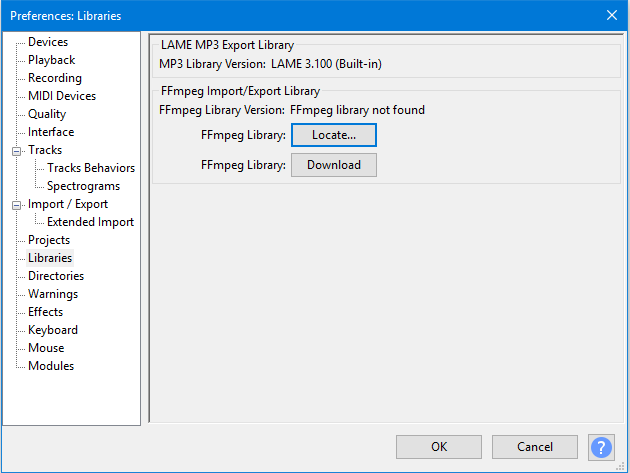 Preferences: Libraries
Devices
Playback
Recording
MIDI Devices
Quality
Interface
Tracks
Tracks Behaviors
Spectrograms
Import / Export
Extended Import
Projects
Libraries
Directories
Warnings
Effects
Keyboard
Mouse
Modules
LAME MP3 Export Library
MP3 Library Version: LAME 3.100 (Built-in)
FFmpeg Import/Export Library
FFmpeg Library Version: FFmpeg library not found
FFmpeg Library: Locate...
FFmpeg Library: Download
OK Cancel ?